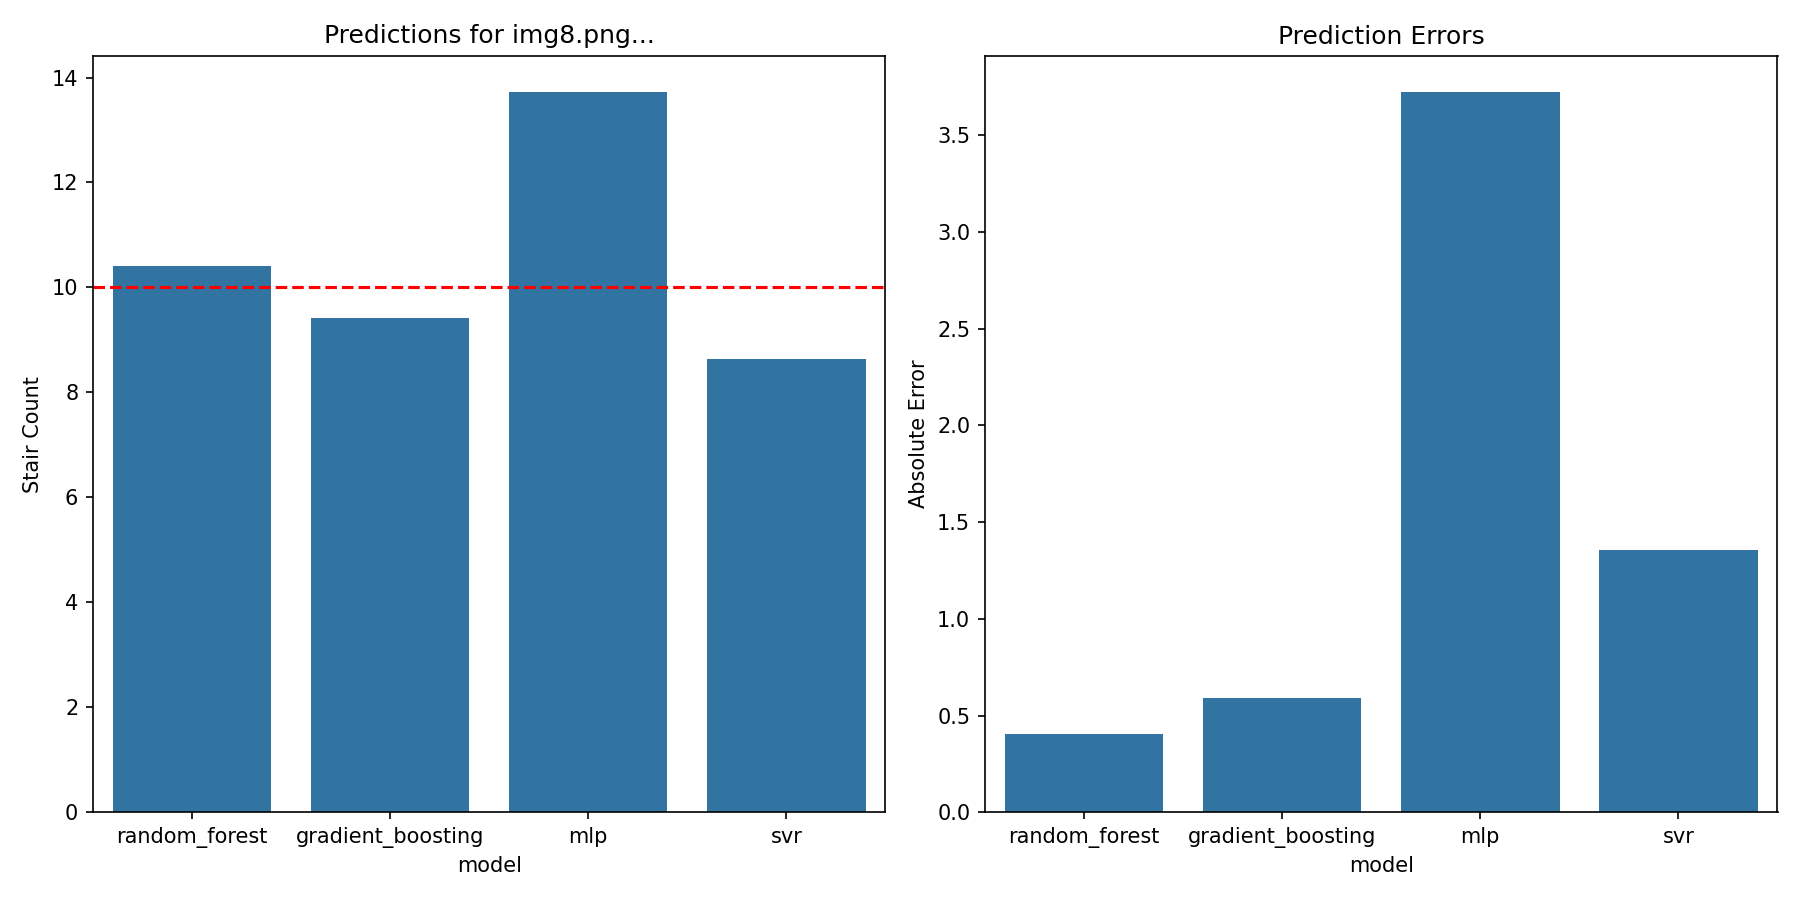 Predictions for img8.png...
Stair Count
14
12
10
8
6
4
2
0
random_forest gradient_boosting mlp svr
model
Prediction Errors
Absolute Error
3.5
3.0
2.5
2.0
1.5
1.0
0.5
0.0
random_forest gradient_boosting mlp svr
model